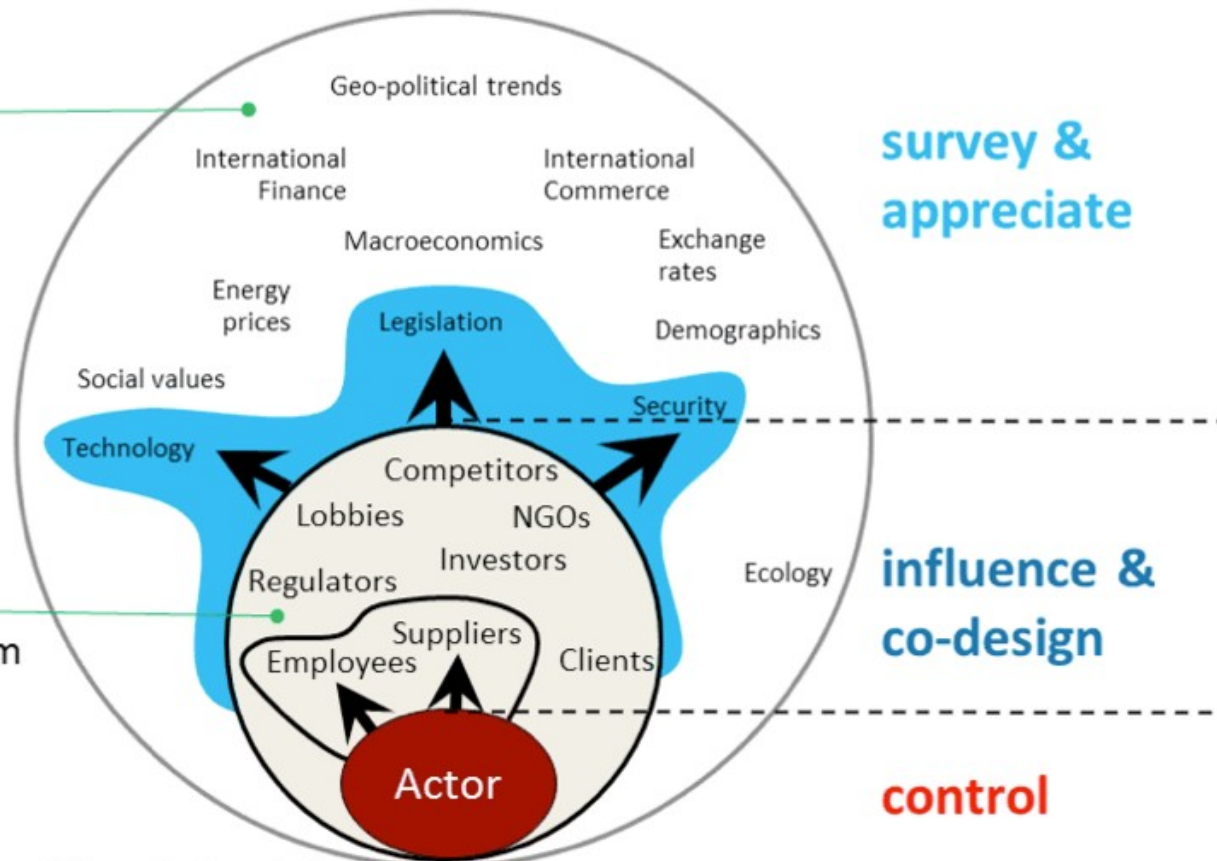 Geo-political trends
International
Finance
International
Commerce
Macroeconomics
Exchange
rates
Energy
prices
Legislation
Demographics
Social values
Security
Technology
Competitors
Lobbies
NGOs
Investors
Regulators
Ecology
Suppliers
Employees
Clients
Actor
m
survey &
appreciate
influence &
co-design
control